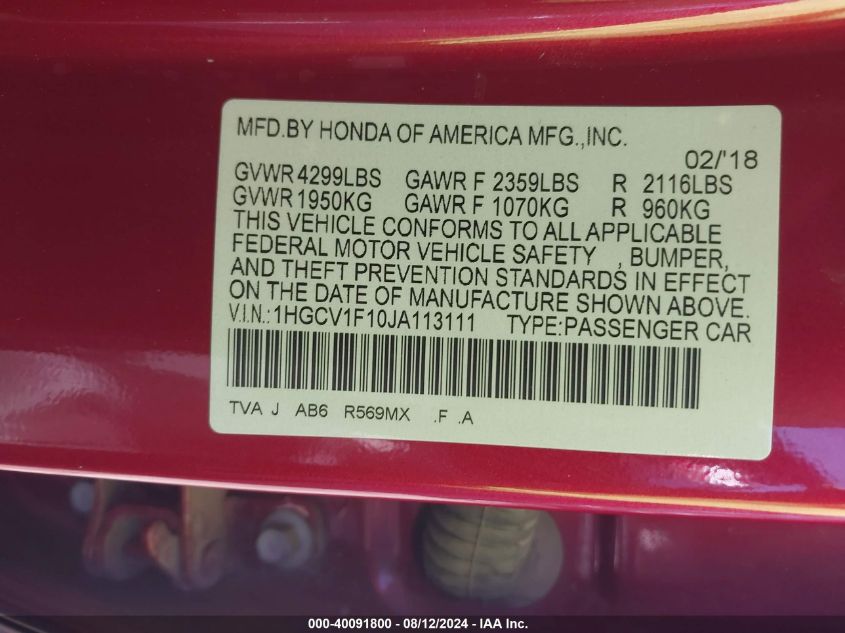 MFD.BY HONDA OF AMERICA MFG.,INC.
02/'18
GVWR 4299LBS GAWR F 2359LBS R 2116LBS
GVWR 1950KG GAWR F 1070KG R 960KG
THIS VEHICLE CONFORMS TO ALL APPLICABLE
FEDERAL MOTOR VEHICLE SAFETY , BUMPER,
AND THEFT PREVENTION STANDARDS IN EFFECT
ON THE DATE OF MANUFACTURE SHOWN ABOVE.
V.I.N.:1HGCV1F10JA113111 TYPE:PASSENGER CAR
TVA J AB6 R569MX .F .A
000-40091800 - 08/12/2024 - IAA Inc.